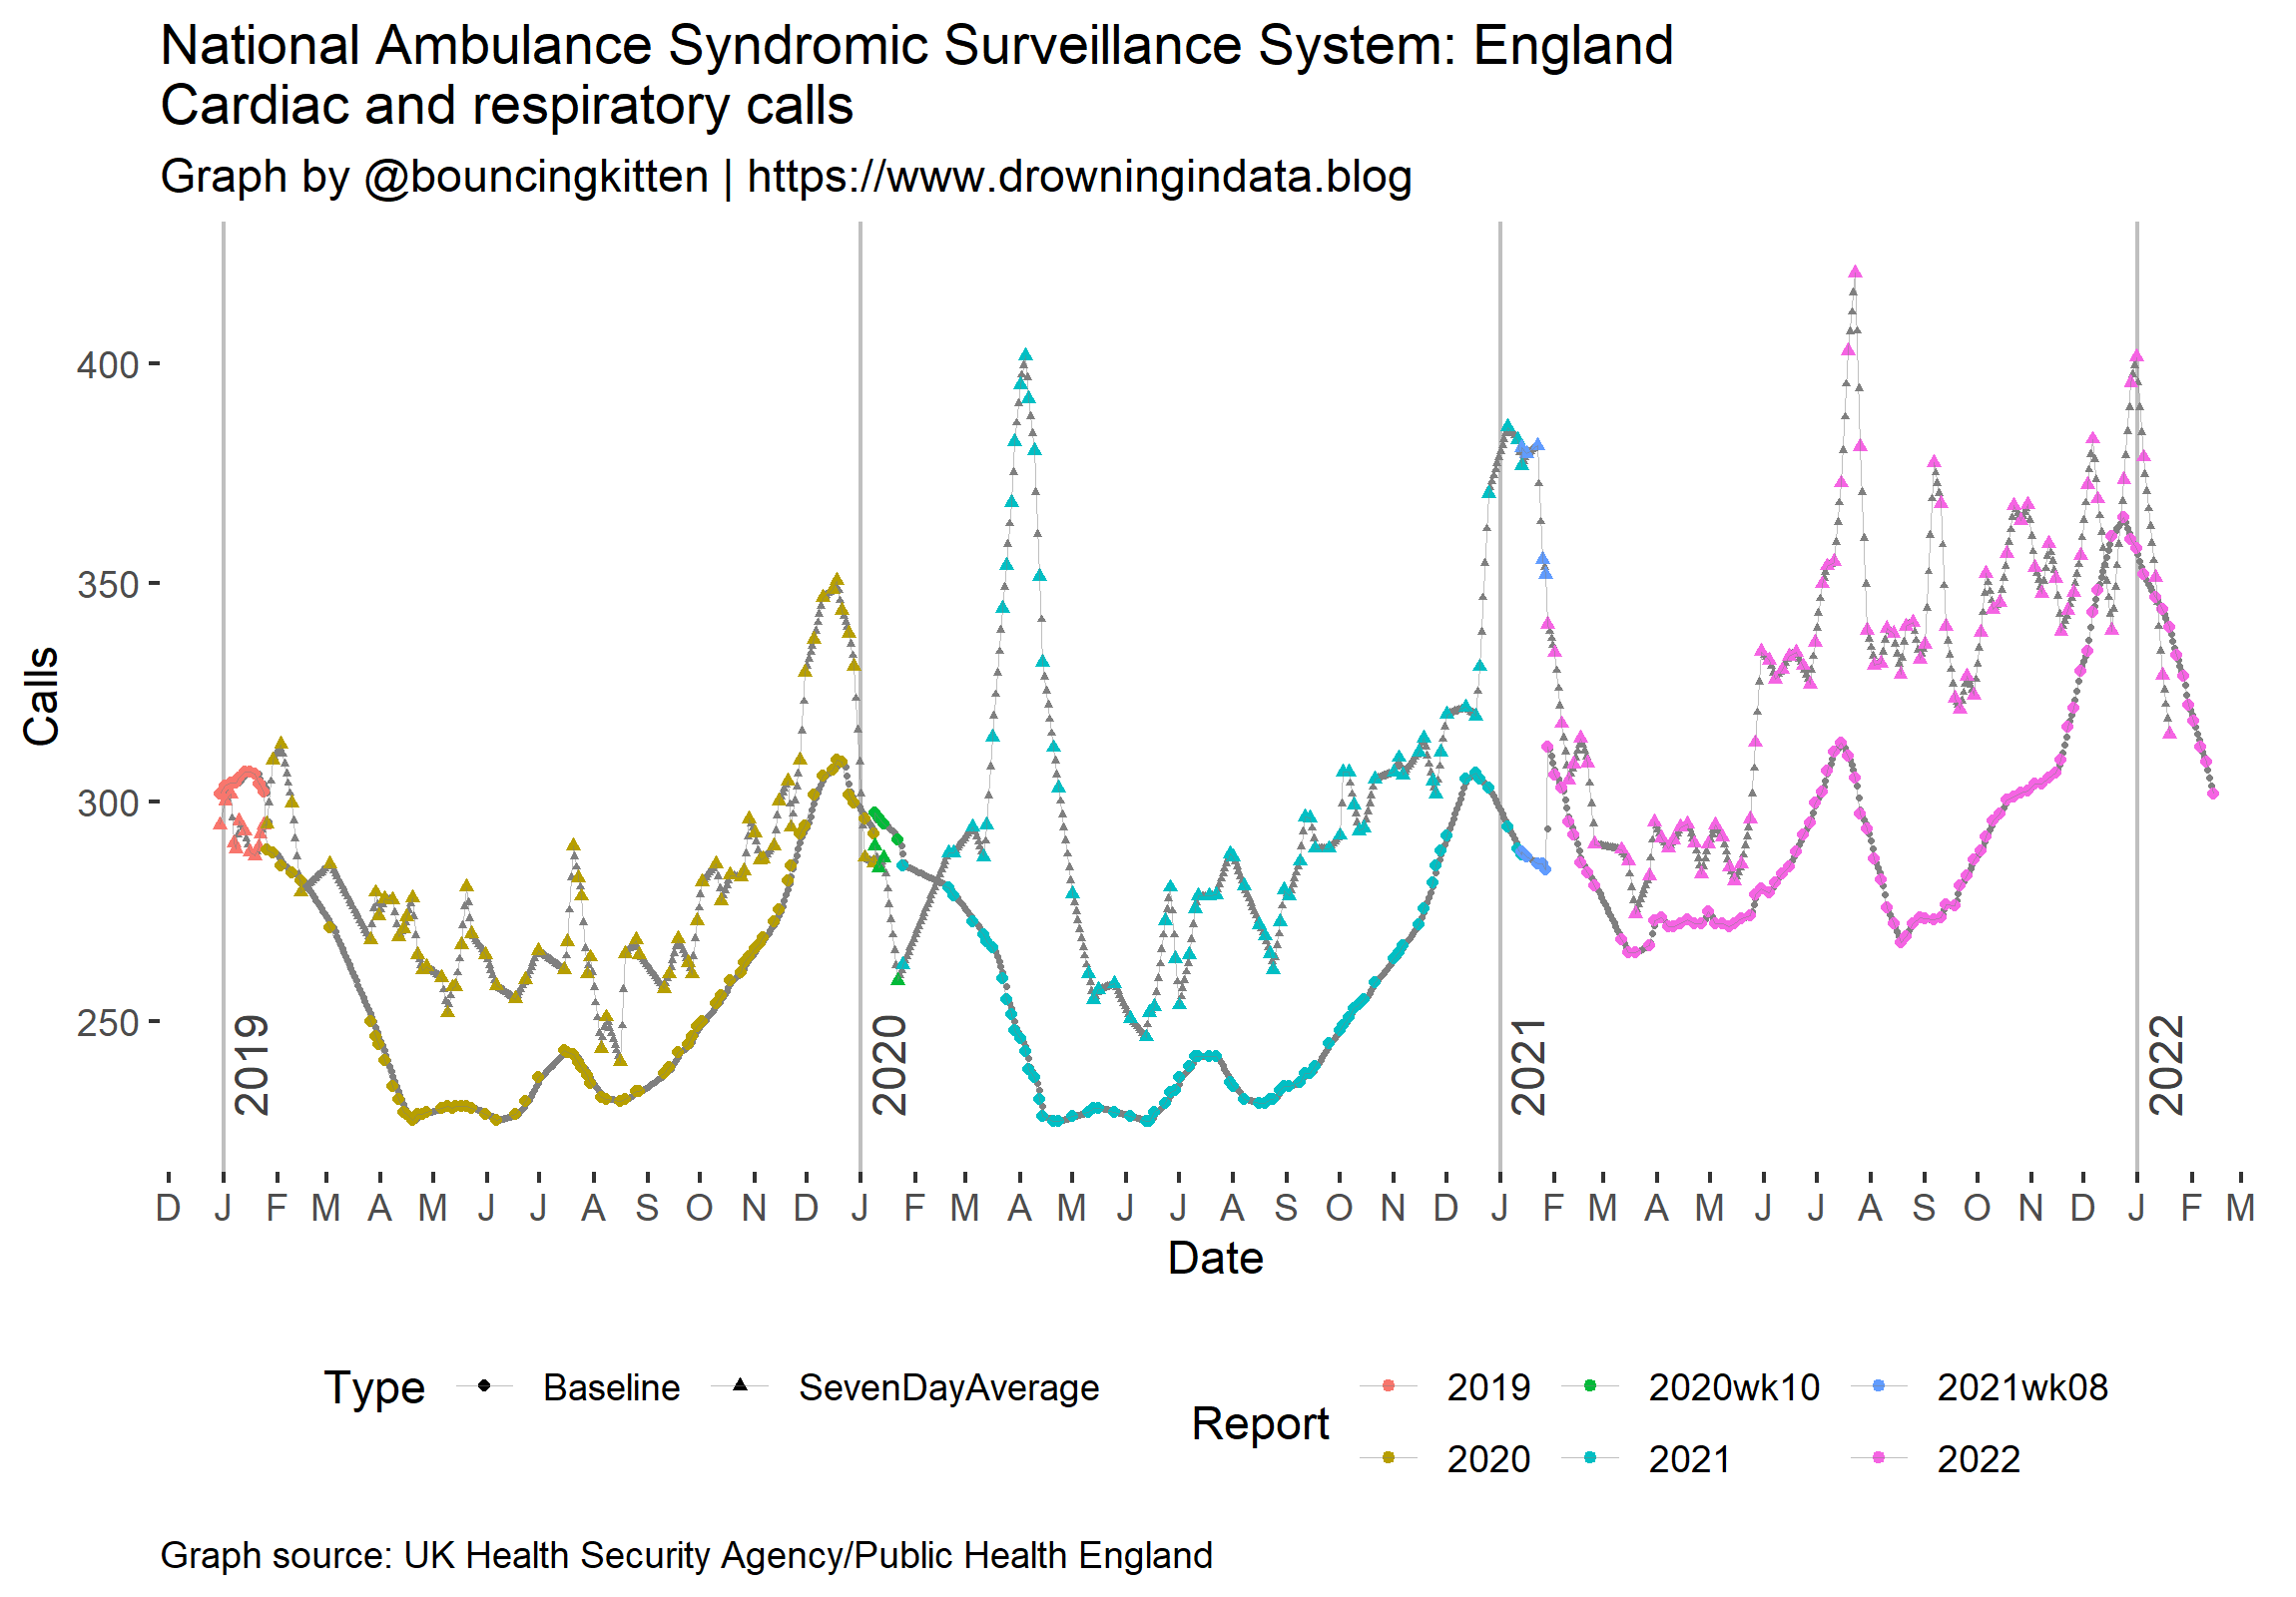 National Ambulance Syndromic Surveillance System: England
Cardiac and respiratory calls
Graph by @bouncingkitten | https://www.drowningindata.blog
Calls
400
350
300
250
2019
2020
2021
2022
D J F M A M J J A S O N D J F M A M J J A S O N D J F M A M J J A S O N D J F M
Date
Type Baseline SevenDayAverage
Report
2019 2020wk10 2021wk08
2020 2021 2022
Graph source: UK Health Security Agency/Public Health England